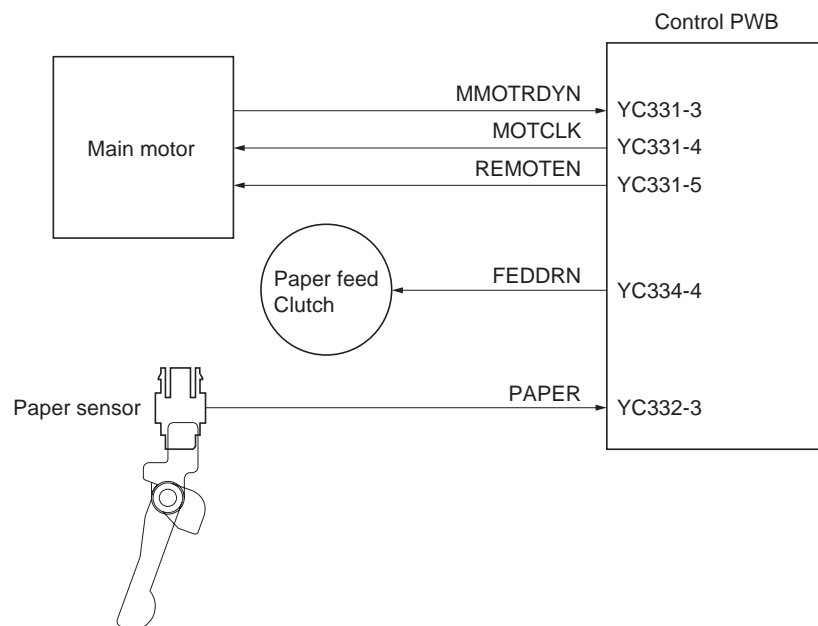 Control PWB
MMOTRDYN
YC331-3
Main motor
MOTCLK
YC331-4
REMOTEN
YC331-5
Paper feed
Clutch
FEDDRN
YC334-4
Paper sensor
PAPER
YC332-3